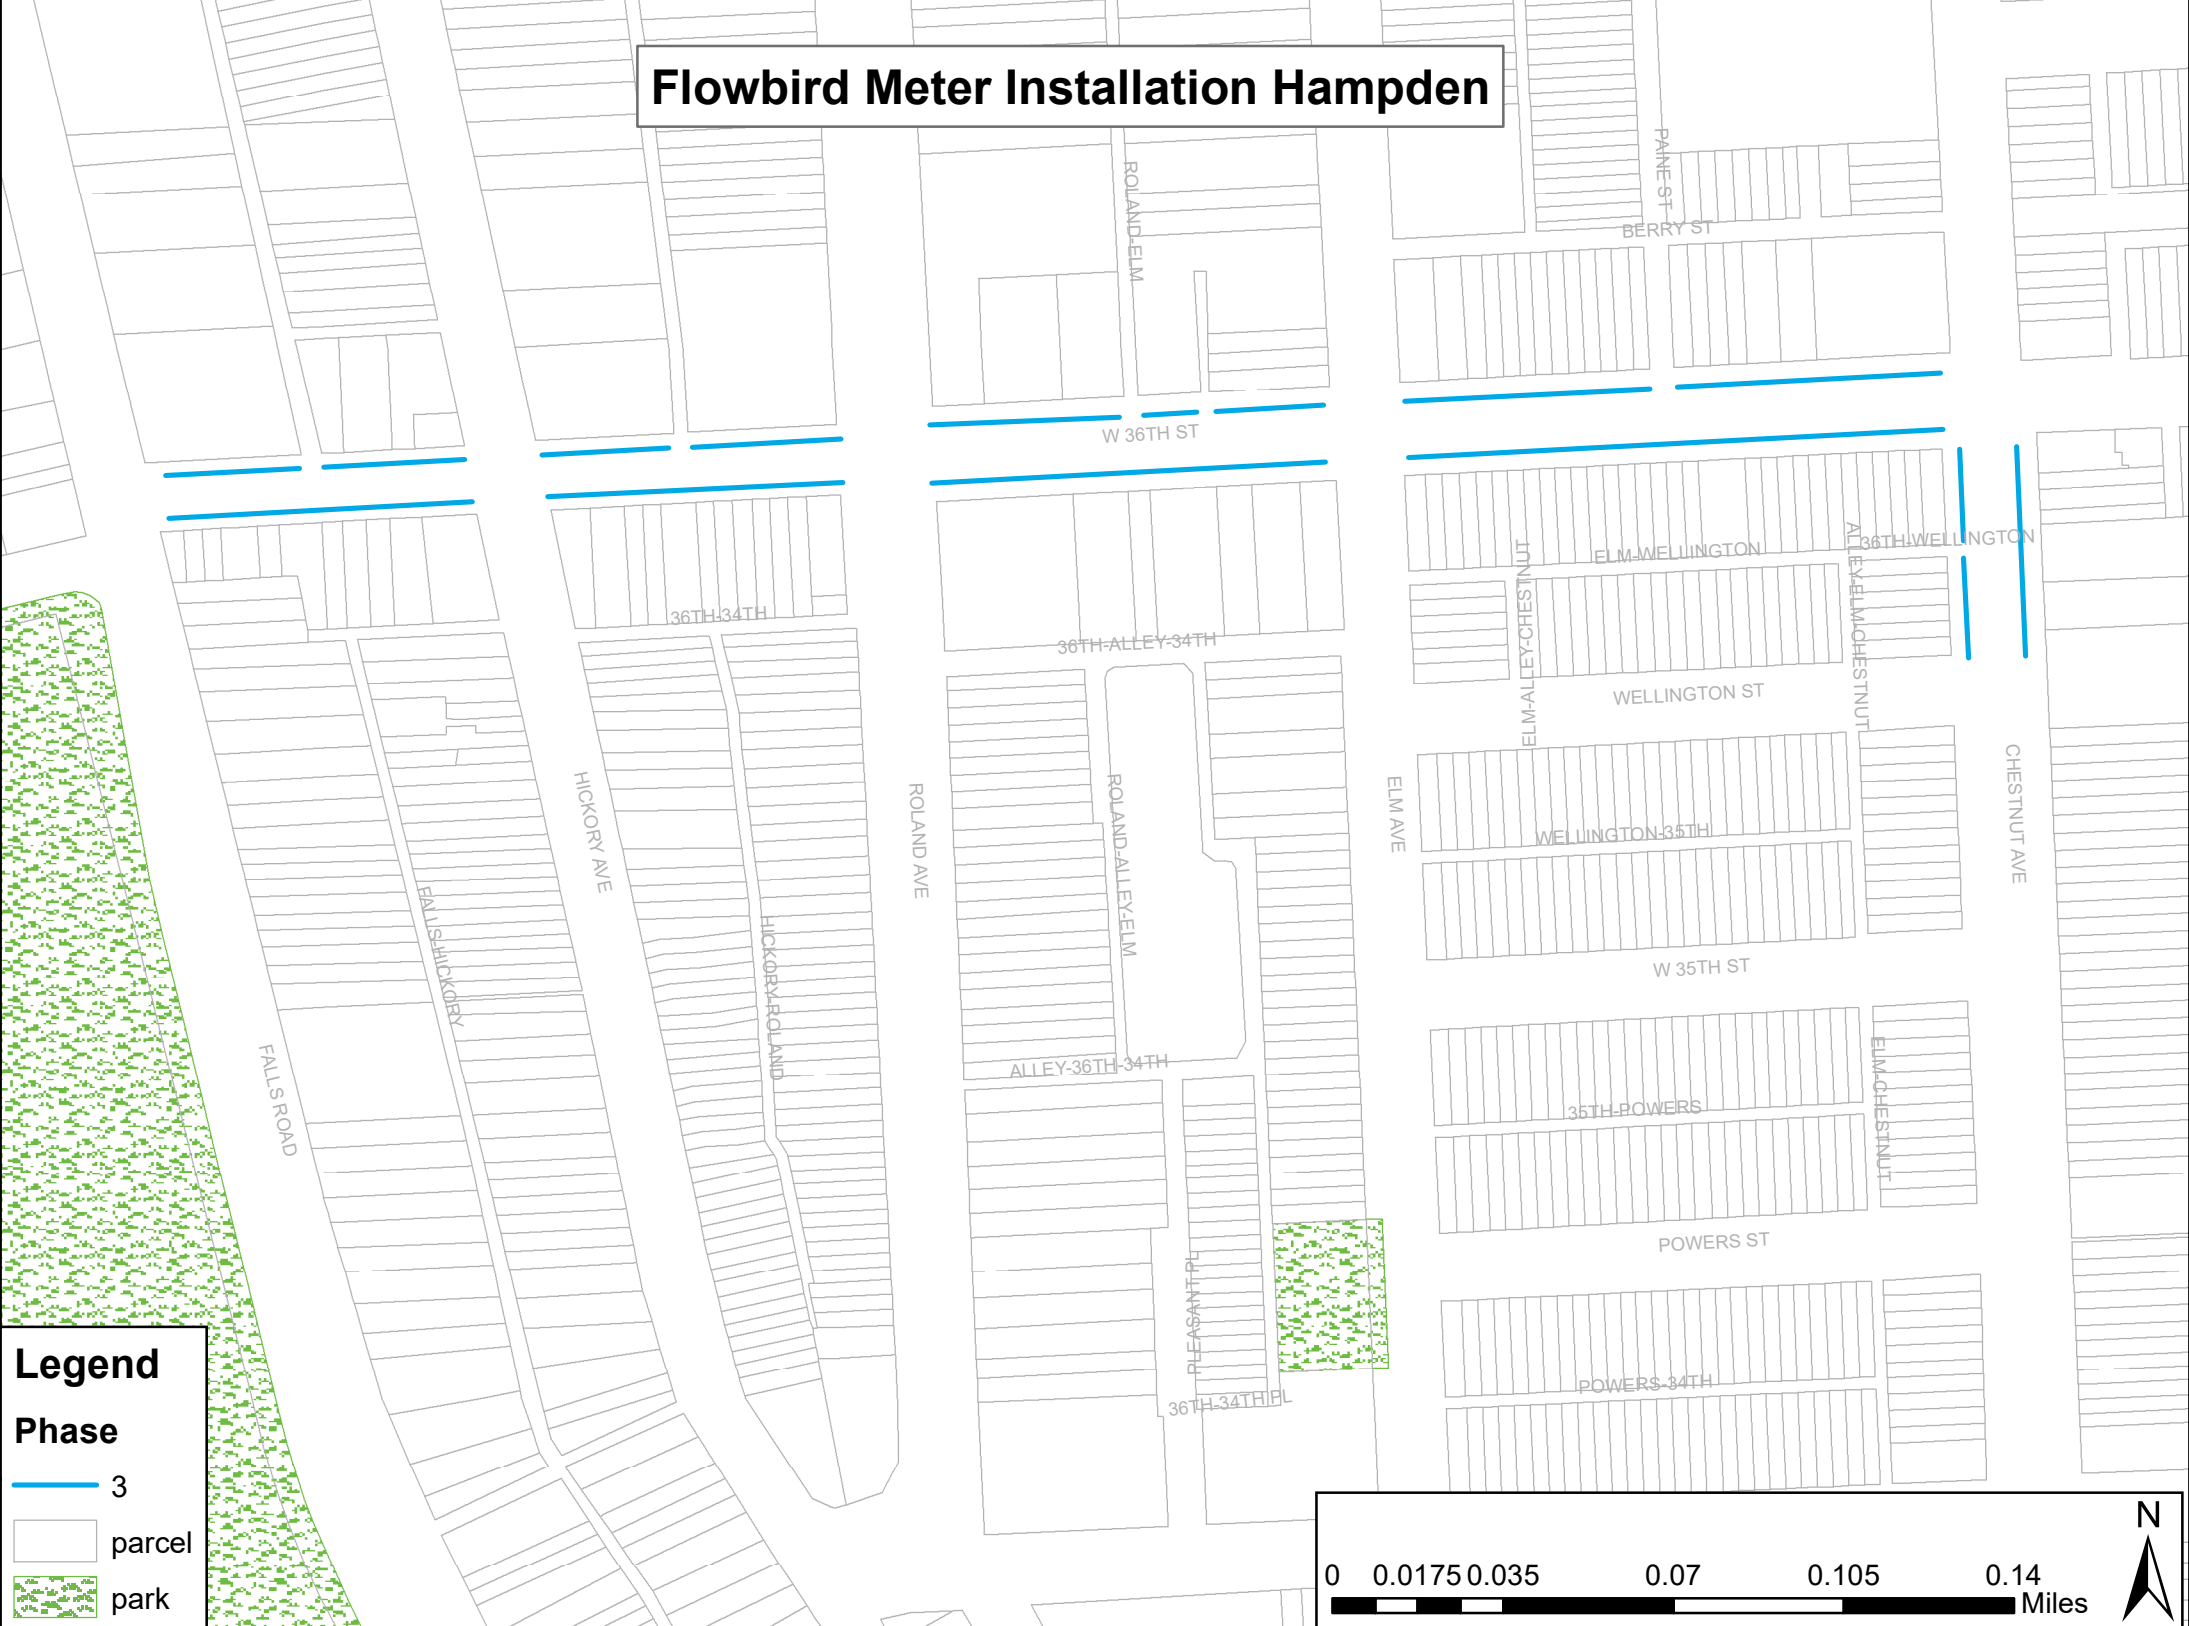 Flowbird Meter Installation Hampden
PAINE ST
ROLAND-ELM
BERRY ST
W 36TH ST
36TH-WELLINGTON
ELM-WELLINGTON
ALLEY-ELM-CHESTNUT
ELM-ALLEY-CHESTNUT
36TH-34TH
36TH-ALLEY-34TH
WELLINGTON ST
HICKORY AVE
ROLAND AVE
ROLAND-ALLEY-ELM
ELM AVE
CHESTNUT AVE
WELLINGTON-35TH
FALLS-HICKORY
HICKORY-ROLAND
W 35TH ST
FALLS ROAD
ALLEY-36TH-34TH
ELM-CHESTNUT
35TH-POWERS
POWERS ST
PLEASANT PL
POWERS-34TH
36TH-34TH PL
Legend
Phase
3
parcel
park
N
0 0.0175 0.035 0.07 0.105 0.14
Miles